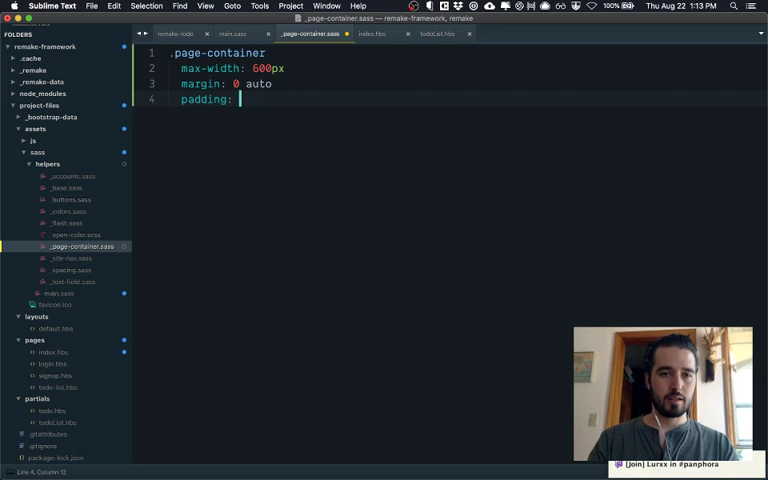 Sublime Text File Edit Selection Find View Goto Tools Project Window Help 100% Thu Aug 22 1:13 PM
_page-container.sass — remake-framework, remake
FOLDERS
remake-todo
main.sass
_page-container.sass
index.hbs
todoList.hbs
remake-framework
.cache
_remake
_remake-data
node_modules
project-files
_bootstrap-data
assets
js
sass
helpers
_accounts.sass
_base.sass
_buttons.sass
_colors.sass
_flash.sass
_open-color.scss
_page-container.sass
_site-nav.sass
_spacing.sass
_text-field.sass
main.sass
favicon.ico
layouts
default.hbs
pages
index.hbs
login.hbs
signup.hbs
todo-list.hbs
partials
todo.hbs
todoList.hbs
.gitattributes
.gitignore
package-lock.json
1 .page-container
2 max-width: 600px
3 margin: 0 auto
4 padding:
Line 4, Column 12
[Join] Lurxx in #panphora